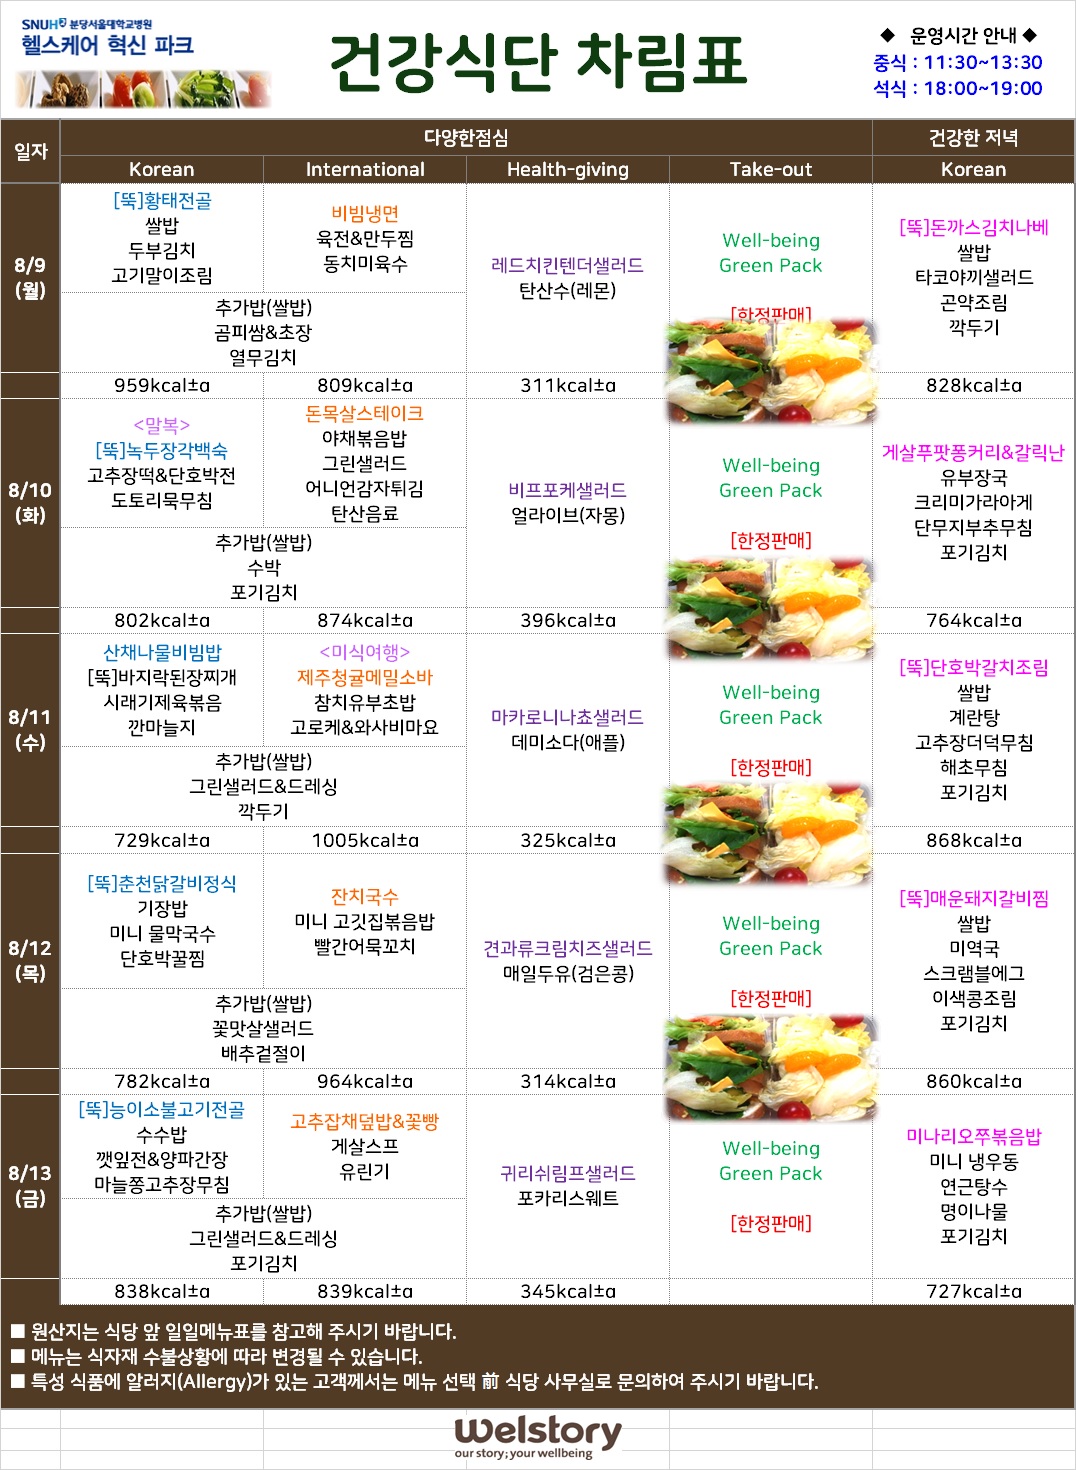 SNUH 분당서울대학교병원
헬스케어 혁신 파크
건강식단 차림표
◆ 운영시간 안내 ◆
중식 : 11:30~13:30
석식 : 18:00~19:00
일자
다양한점심
건강한 저녁
Korean
International
Health-giving
Take-out
Korean
8/9
(월)
[뚝]황태전골
쌀밥
두부김치
고기말이조림
비빔냉면
육전&만두찜
동치미육수
추가밥(쌀밥)
곰피쌈&초장
열무김치
레드치킨텐더샐러드
탄산수(레몬)
Well-being
Green Pack
[한정판매]
[뚝]돈까스김치나베
쌀밥
타코야끼샐러드
곤약조림
깍두기
959kcal±α
809kcal±α
311kcal±α
828kcal±α
8/10
(화)
<말복>
[뚝]녹두장각백숙
고추장떡&단호박전
도토리묵무침
돈목살스테이크
야채볶음밥
그린샐러드
어니언감자튀김
탄산음료
추가밥(쌀밥)
수박
포기김치
비프포케샐러드
얼라이브(자몽)
Well-being
Green Pack
[한정판매]
게살푸팟퐁커리&갈릭난
유부장국
크리미가라아게
단무지부추무침
포기김치
802kcal±α
874kcal±α
396kcal±α
764kcal±α
8/11
(수)
산채나물비빔밥
[뚝]바지락된장찌개
시래기제육볶음
깐마늘지
<미식여행>
제주청귤메밀소바
참치유부초밥
고로케&와사비마요
추가밥(쌀밥)
그린샐러드&드레싱
깍두기
마카로니나쵸샐러드
데미소다(애플)
Well-being
Green Pack
[한정판매]
[뚝]단호박갈치조림
쌀밥
계란탕
고추장더덕무침
해초무침
포기김치
729kcal±α
1005kcal±α
325kcal±α
868kcal±α
8/12
(목)
[뚝]춘천닭갈비정식
기장밥
미니 물막국수
단호박꿀찜
잔치국수
미니 고깃집볶음밥
빨간어묵꼬치
추가밥(쌀밥)
꽃맛살샐러드
배추겉절이
견과류크림치즈샐러드
매일두유(검은콩)
Well-being
Green Pack
[한정판매]
[뚝]매운돼지갈비찜
쌀밥
미역국
스크램블에그
이색콩조림
포기김치
782kcal±α
964kcal±α
314kcal±α
860kcal±α
8/13
(금)
[뚝]능이소불고기전골
수수밥
깻잎전&양파간장
마늘쫑고추장무침
고추잡채덮밥&꽃빵
게살스프
유린기
추가밥(쌀밥)
그린샐러드&드레싱
포기김치
귀리쉬림프샐러드
포카리스웨트
Well-being
Green Pack
[한정판매]
미나리오쭈볶음밥
미니 냉우동
연근탕수
명이나물
포기김치
838kcal±α
839kcal±α
345kcal±α
727kcal±α
■ 원산지는 식당 앞 일일메뉴표를 참고해 주시기 바랍니다.
■ 메뉴는 식자재 수불상황에 따라 변경될 수 있습니다.
■ 특성 식품에 알러지(Allergy)가 있는 고객께서는 메뉴 선택 前 식당 사무실로 문의하여 주시기 바랍니다.
welstory
our story; your wellbeing